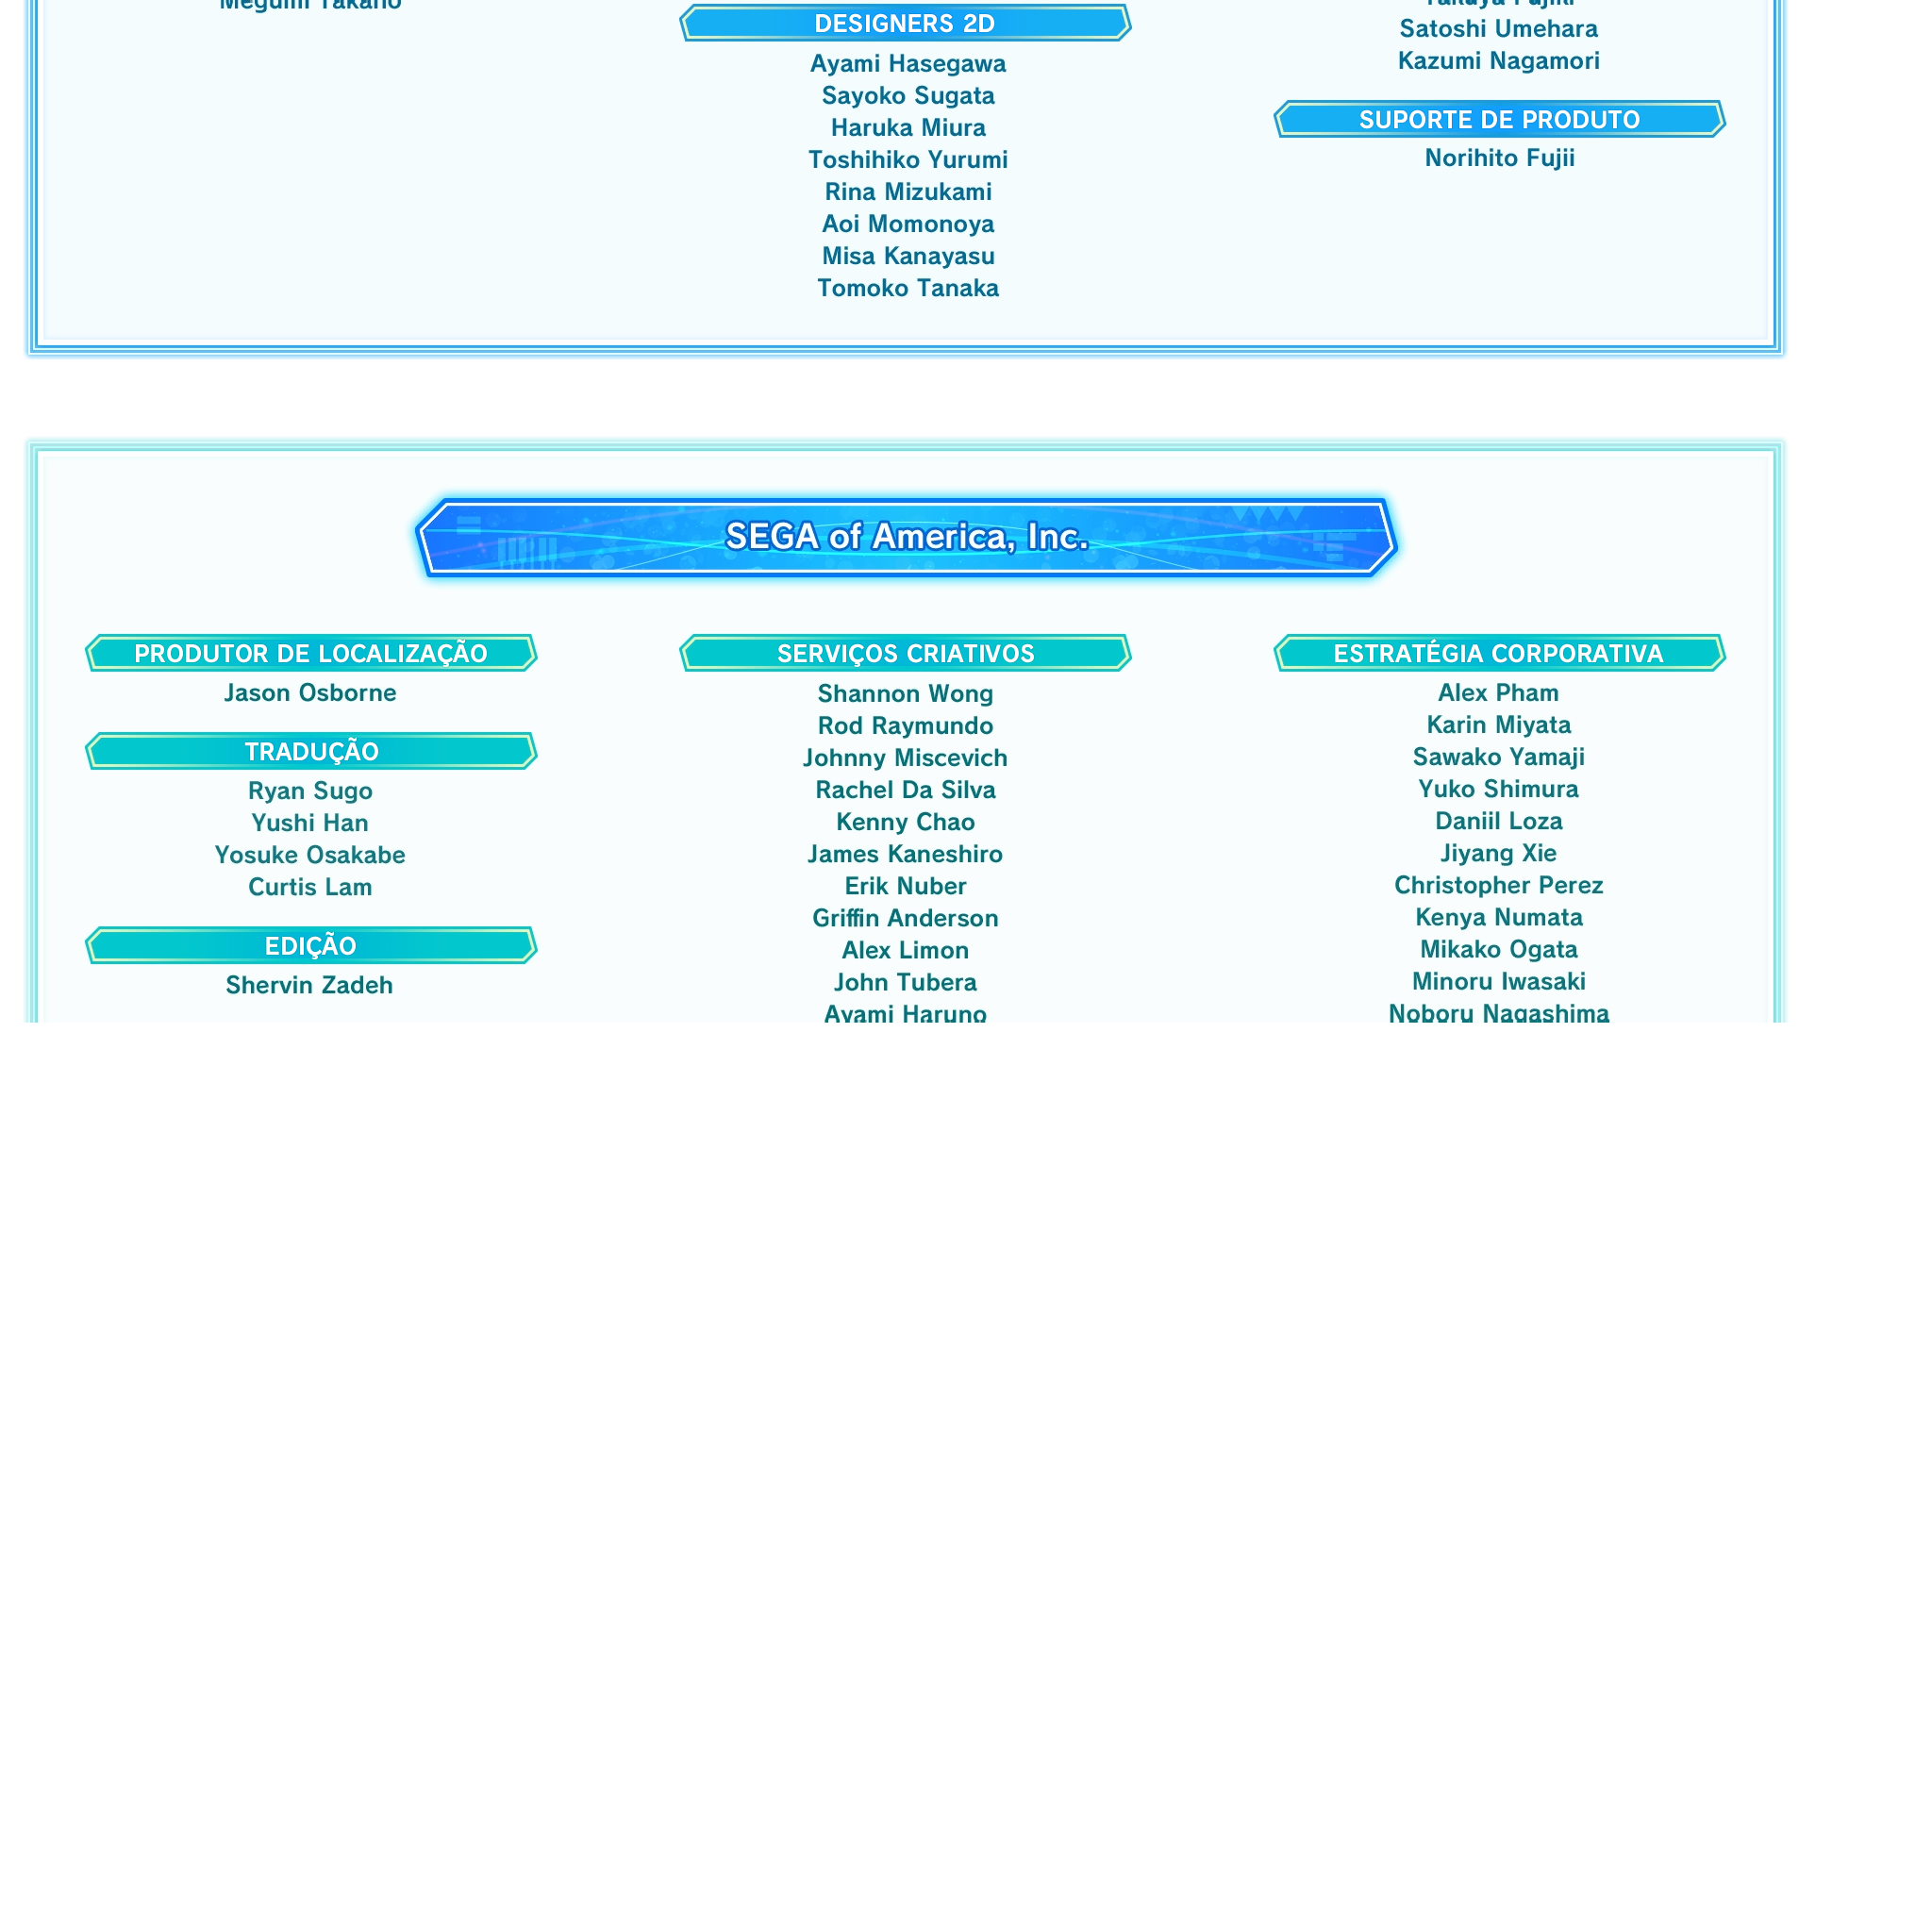 Megumi Takano
DESIGNERS 2D
Ayami Hasegawa
Sayoko Sugata
Haruka Miura
Toshihiko Yurumi
Rina Mizukami
Aoi Momonoya
Misa Kanayasu
Tomoko Tanaka
Takuya Fujiki
Satoshi Umehara
Kazumi Nagamori
SUPORTE DE PRODUTO
Norihito Fujii
SEGA of America, Inc.
PRODUTOR DE LOCALIZAÇÃO
Jason Osborne
TRADUÇÃO
Ryan Sugo
Yushi Han
Yosuke Osakabe
Curtis Lam
EDIÇÃO
Shervin Zadeh
SERVIÇOS CRIATIVOS
Shannon Wong
Rod Raymundo
Johnny Miscevich
Rachel Da Silva
Kenny Chao
James Kaneshiro
Erik Nuber
Griffin Anderson
Alex Limon
John Tubera
Ayami Haruno
ESTRATÉGIA CORPORATIVA
Alex Pham
Karin Miyata
Sawako Yamaji
Yuko Shimura
Daniil Loza
Jiyang Xie
Christopher Perez
Kenya Numata
Mikako Ogata
Minoru Iwasaki
Noboru Nagashima